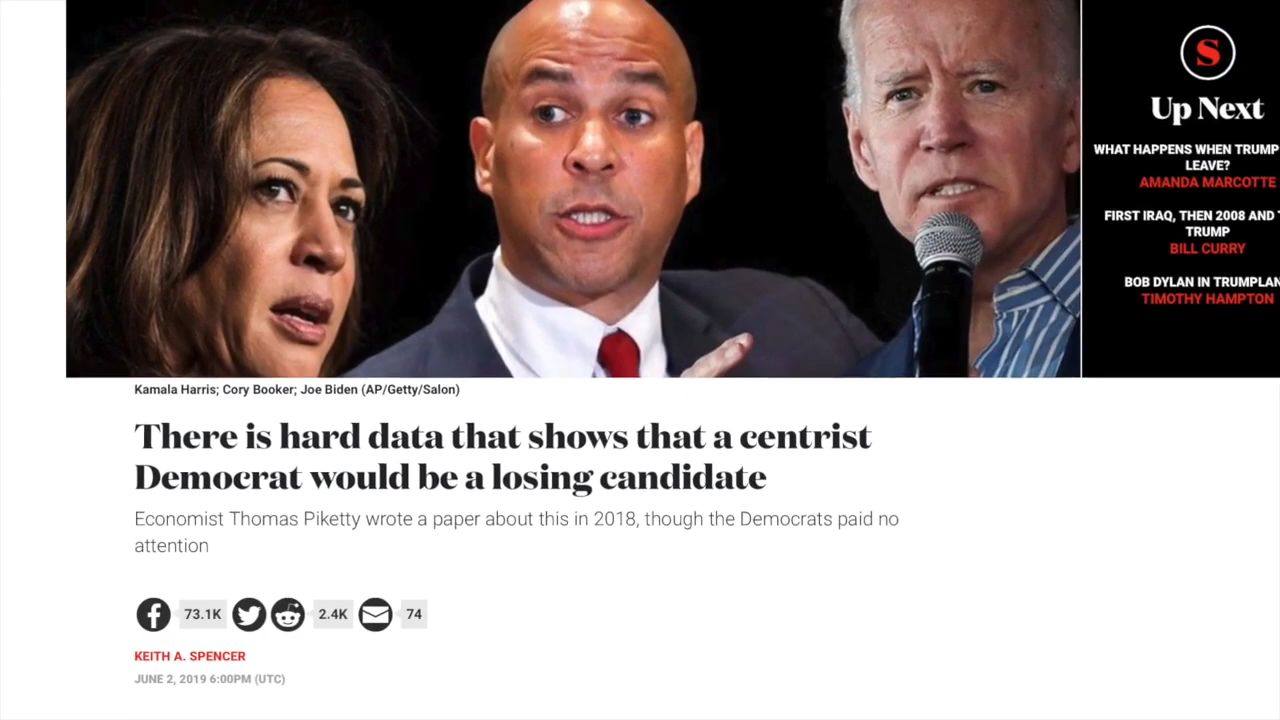 S
Up Next
WHAT HAPPENS WHEN TRUMP
LEAVE?
AMANDA MARCOTTE
FIRST IRAQ, THEN 2008 AND
TRUMP
BILL CURRY
BOB DYLAN IN
TIMOTHY HAMPTON
Kamala Harris; Cory Booker; Joe Biden (AP/Getty/Salon)
There is hard data that shows that a centrist
Democrat would be a losing candidate
Economist Thomas Piketty wrote a paper about this in 2018, though the Democrats paid no
attention
73.1K 2.4K 74
KEITH A. SPENCER
JUNE 2, 2019 6:00PM (UTC)